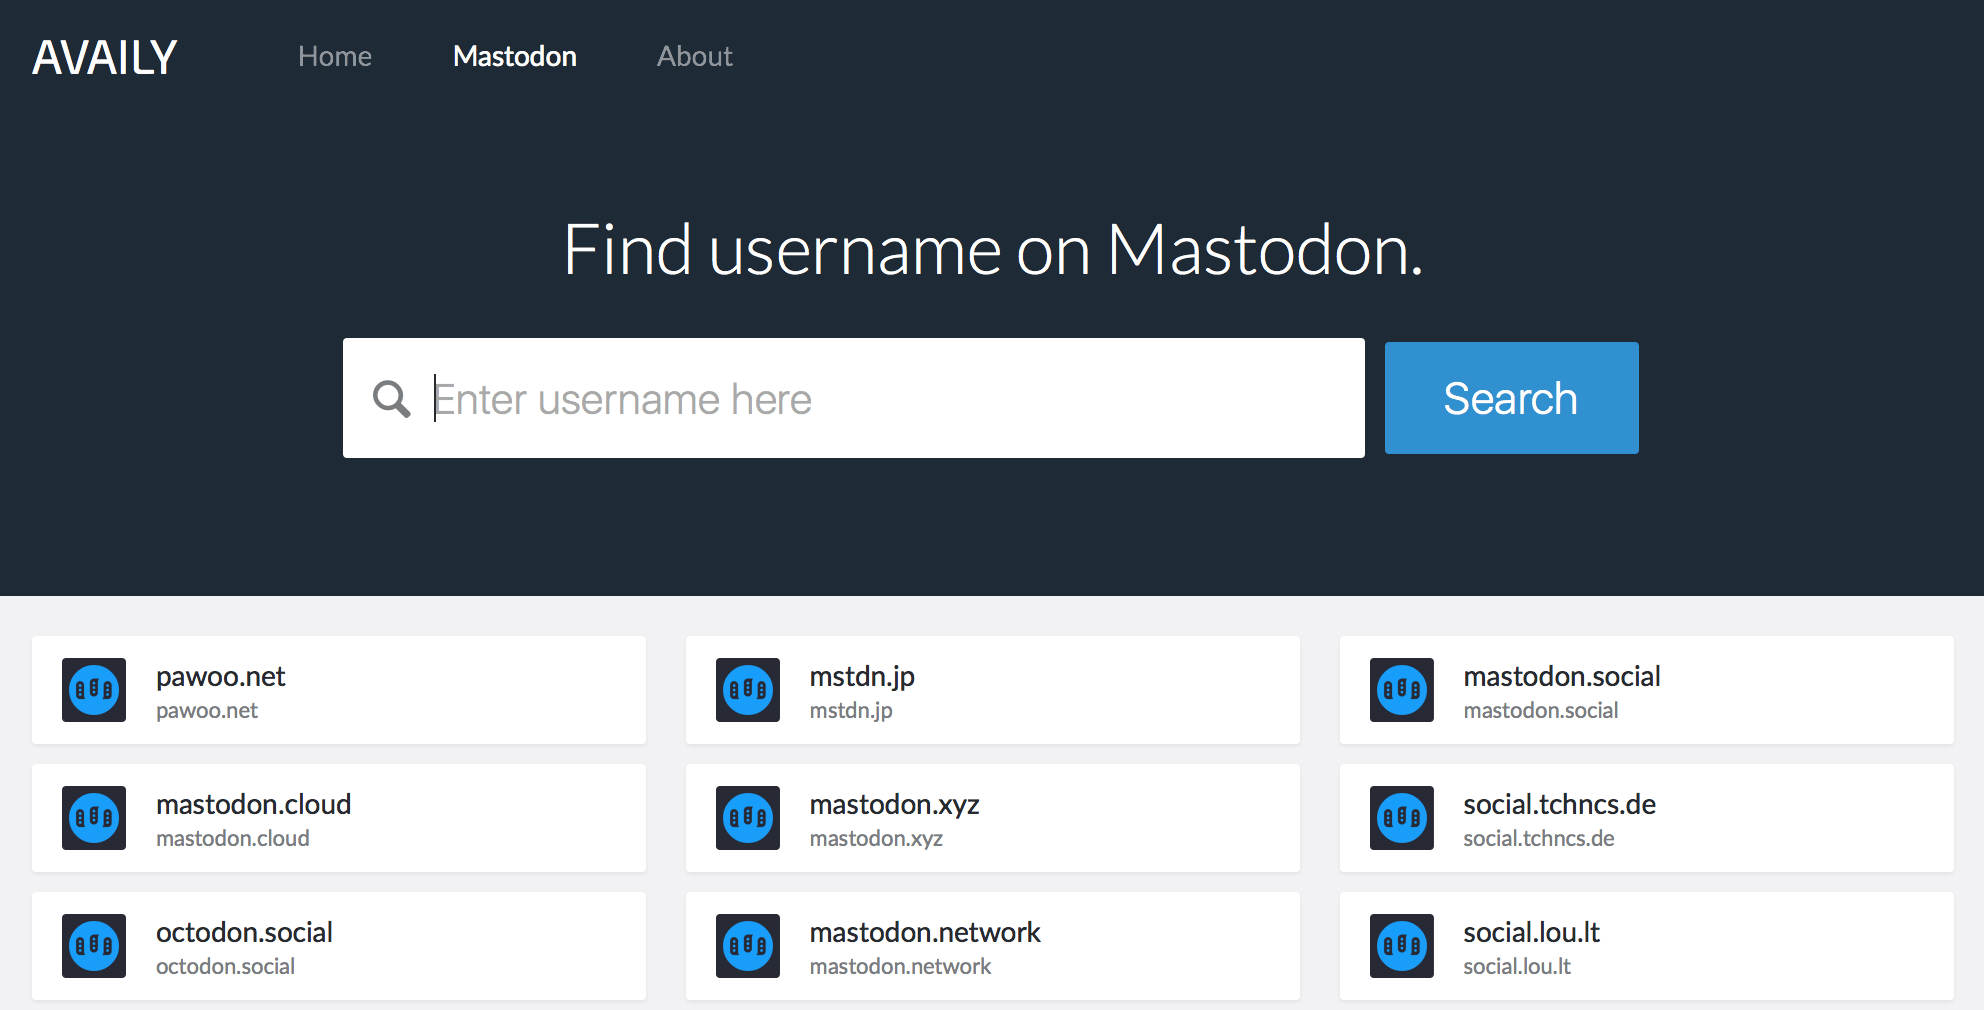 AVAILY Home Mastodon About
Find username on Mastodon.
Enter username here Search
pawoo.net
pawoo.net
mstdn.jp
mstdn.jp
mastodon.social
mastodon.social
mastodon.cloud
mastodon.cloud
mastodon.xyz
mastodon.xyz
social.tchncs.de
social.tchncs.de
octodon.social
octodon.social
mastodon.network
mastodon.network
social.lou.lt
social.lou.lt